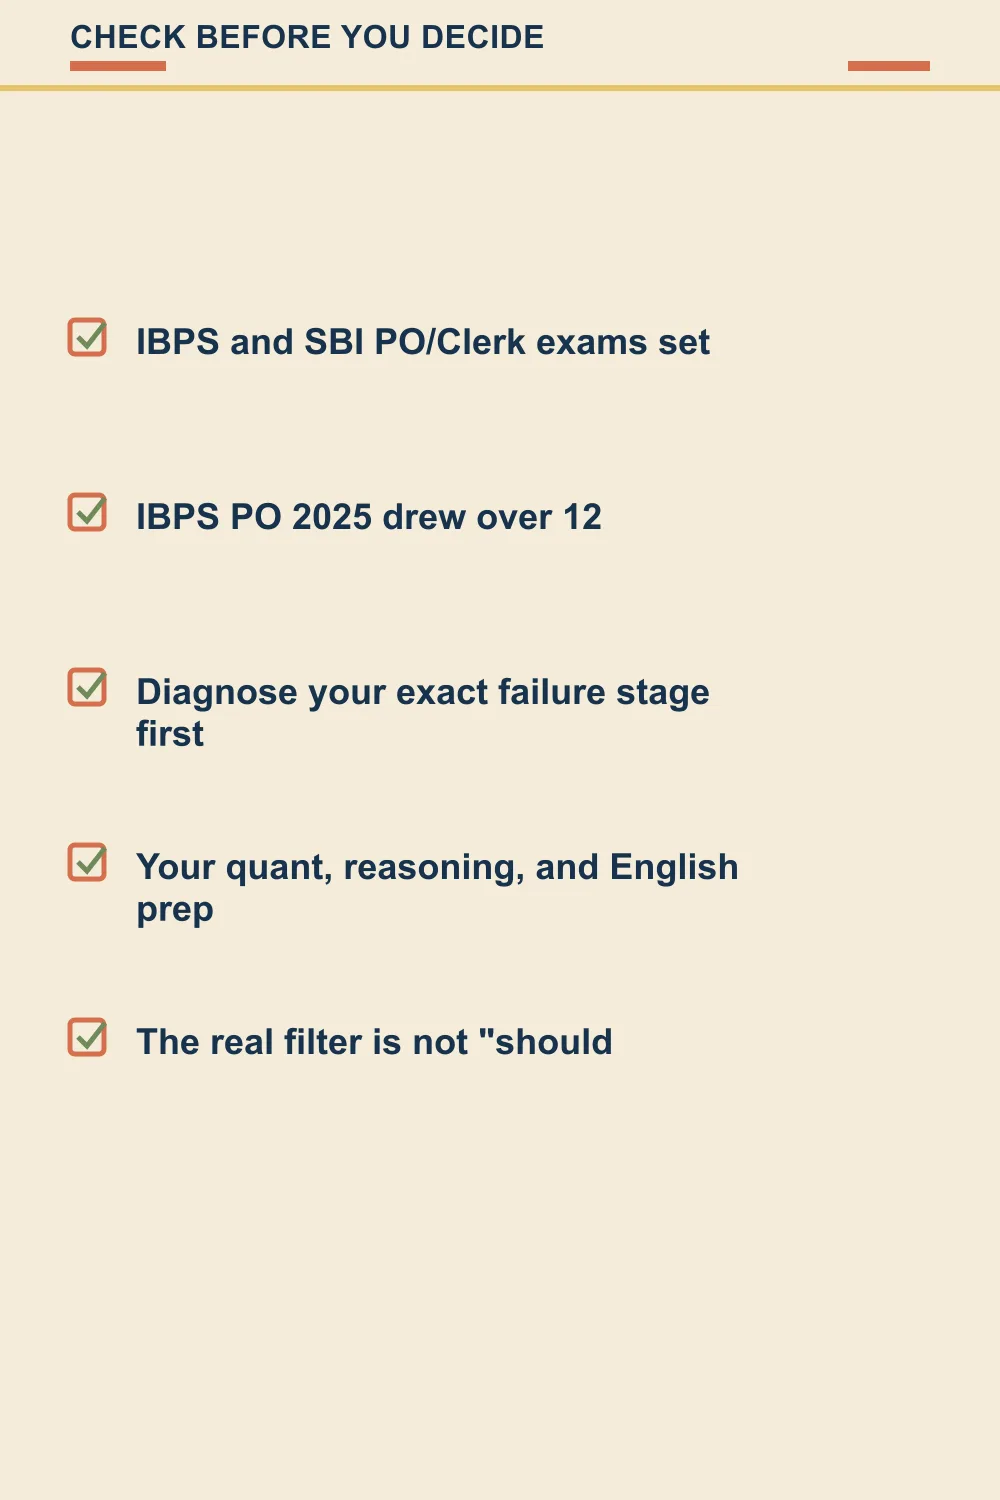 CHECK BEFORE YOU DECIDE
IBPS and SBI PO/Clerk exams set
IBPS PO 2025 drew over 12
Diagnose your exact failure stage
first
Your quant, reasoning, and English
prep
The real filter is not "should